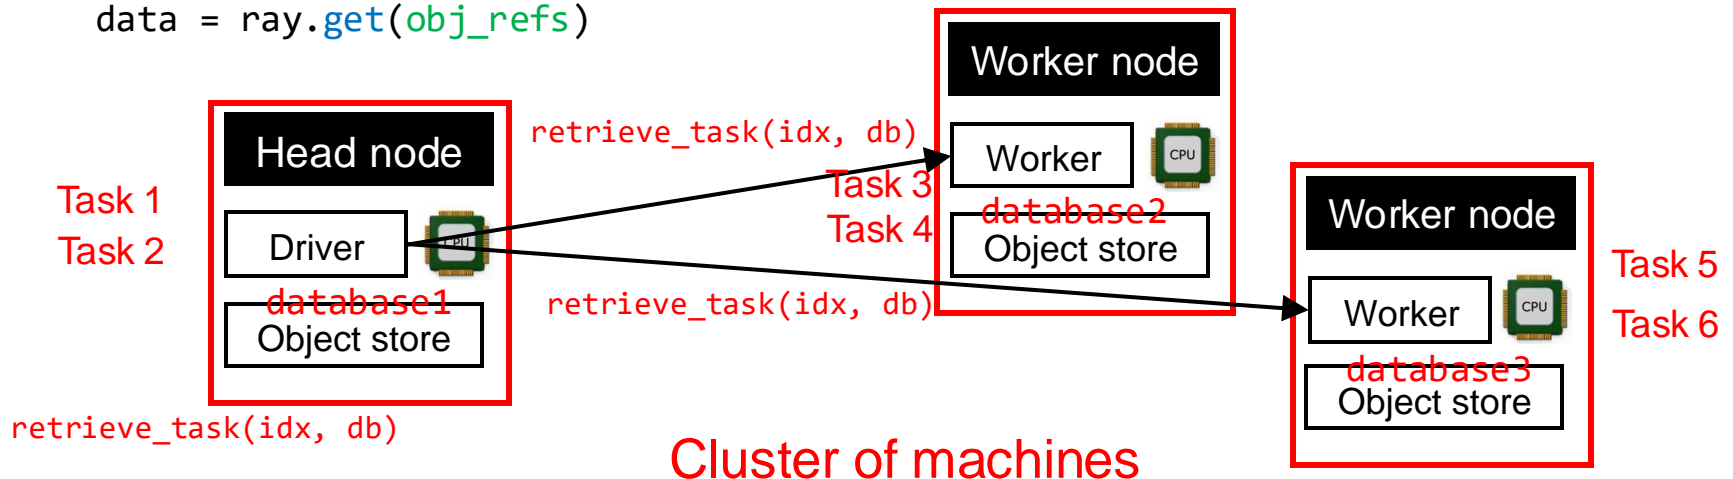 data = ray.get(obj_refs)
Head node
Task 1
Task 2
Driver
CPU
database1
Object store
retrieve_task(idx, db)
retrieve_task(idx, db)
retrieve_task(idx, db)
Worker node
Worker
CPU
Task 3
Task 4
database2
Object store
Worker node
Worker
CPU
Task 5
Task 6
database3
Object store
Cluster of machines